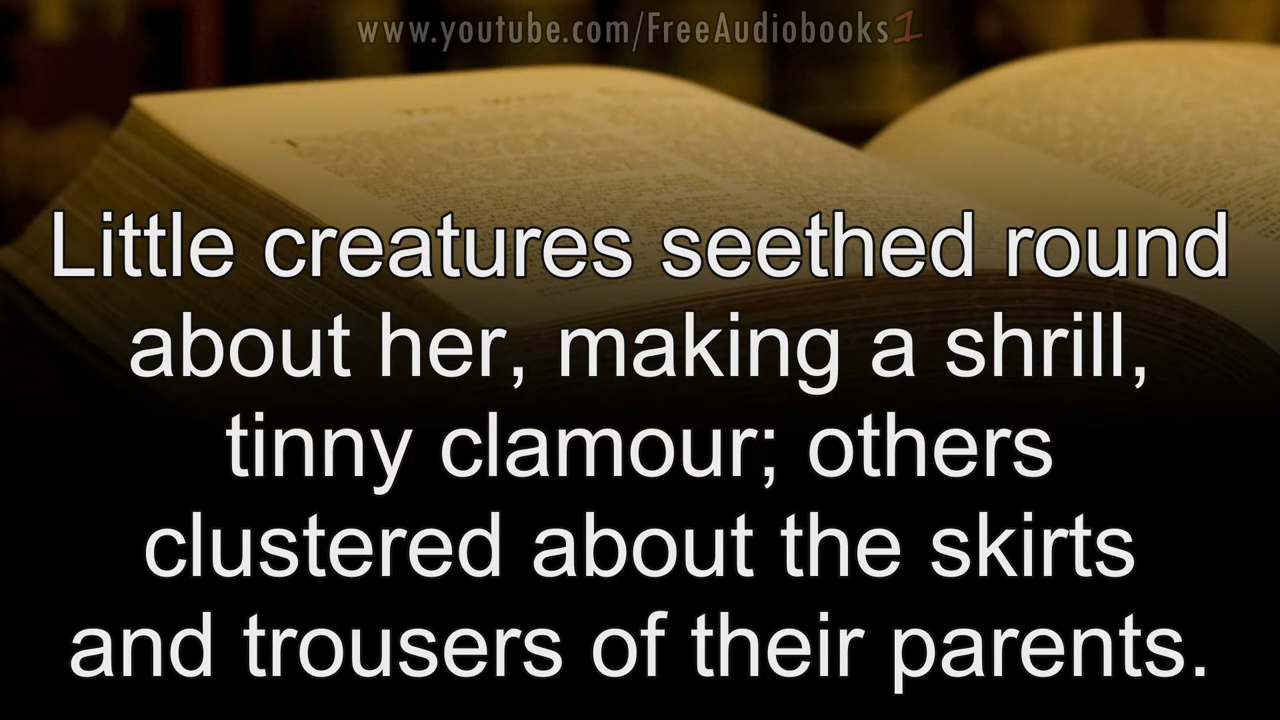 www.youtube.com/FreeAudiobooks1
Little creatures seethed round
about her, making a shrill,
tinny clamour; others
clustered about the skirts
and trousers of their parents.